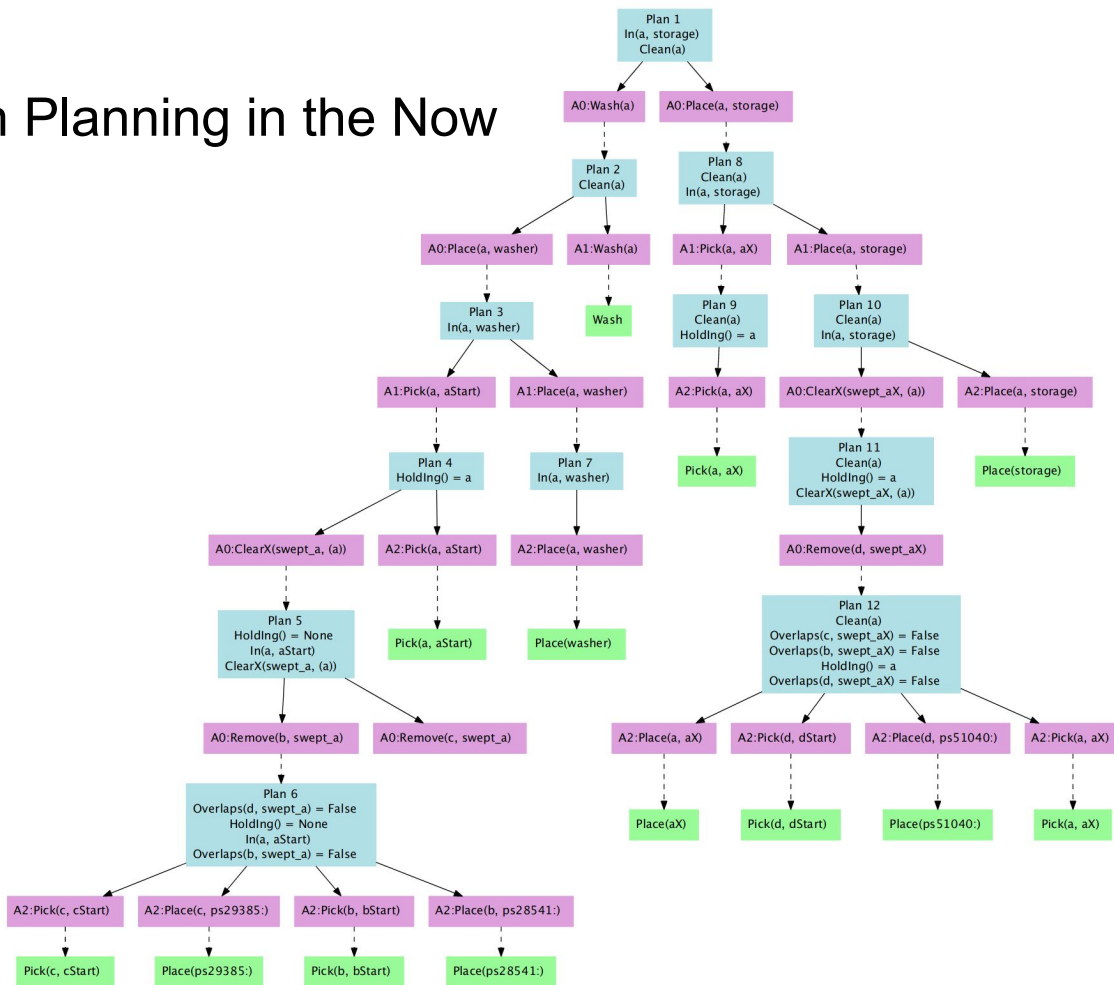 Plan 1
In(a, storage)
Clean(a)
Planning in the Now
A0:Wash(a)
A0:Place(a, storage)
Plan 2
Clean(a)
Plan 8
Clean(a)
In(a, storage)
A0:Place(a, washer)
A1:Wash(a)
A1:Pick(a, aX)
A1:Place(a, storage)
Plan 3
In(a, washer)
Wash
Plan 9
Clean(a)
HoldIng() = a
Plan 10
Clean(a)
In(a, storage)
A1:Pick(a, aStart)
A1:Place(a, washer)
A2:Pick(a, aX)
A0:ClearX(swept_aX, (a))
A2:Place(a, storage)
Plan 4
HoldIng() = a
Plan 7
In(a, washer)
Pick(a, aX)
Plan 11
Clean(a)
HoldIng() = a
ClearX(swept_aX, (a))
Place(storage)
A0:ClearX(swept_a, (a))
A2:Pick(a, aStart)
A2:Place(a, washer)
A0:Remove(d, swept_aX)
Plan 5
HoldIng() = None
In(a, aStart)
ClearX(swept_a, (a))
Pick(a, aStart)
Place(washer)
Plan 12
Clean(a)
Overlaps(c, swept_aX) = False
Overlaps(b, swept_aX) = False
HoldIng() = a
Overlaps(d, swept_aX) = False
A0:Remove(b, swept_a)
A0:Remove(c, swept_a)
A2:Place(a, aX)
A2:Pick(d, dStart)
A2:Place(d, ps51040:)
A2:Pick(a, aX)
Plan 6
Overlaps(d, swept_a) = False
HoldIng() = None
In(a, aStart)
Overlaps(b, swept_a) = False
Place(aX)
Pick(d, dStart)
Place(ps51040:)
Pick(a, aX)
A2:Pick(c, cStart)
A2:Place(c, ps29385:)
A2:Pick(b, bStart)
A2:Place(b, ps28541:)
Pick(c, cStart)
Place(ps29385:)
Pick(b, bStart)
Place(ps28541:)